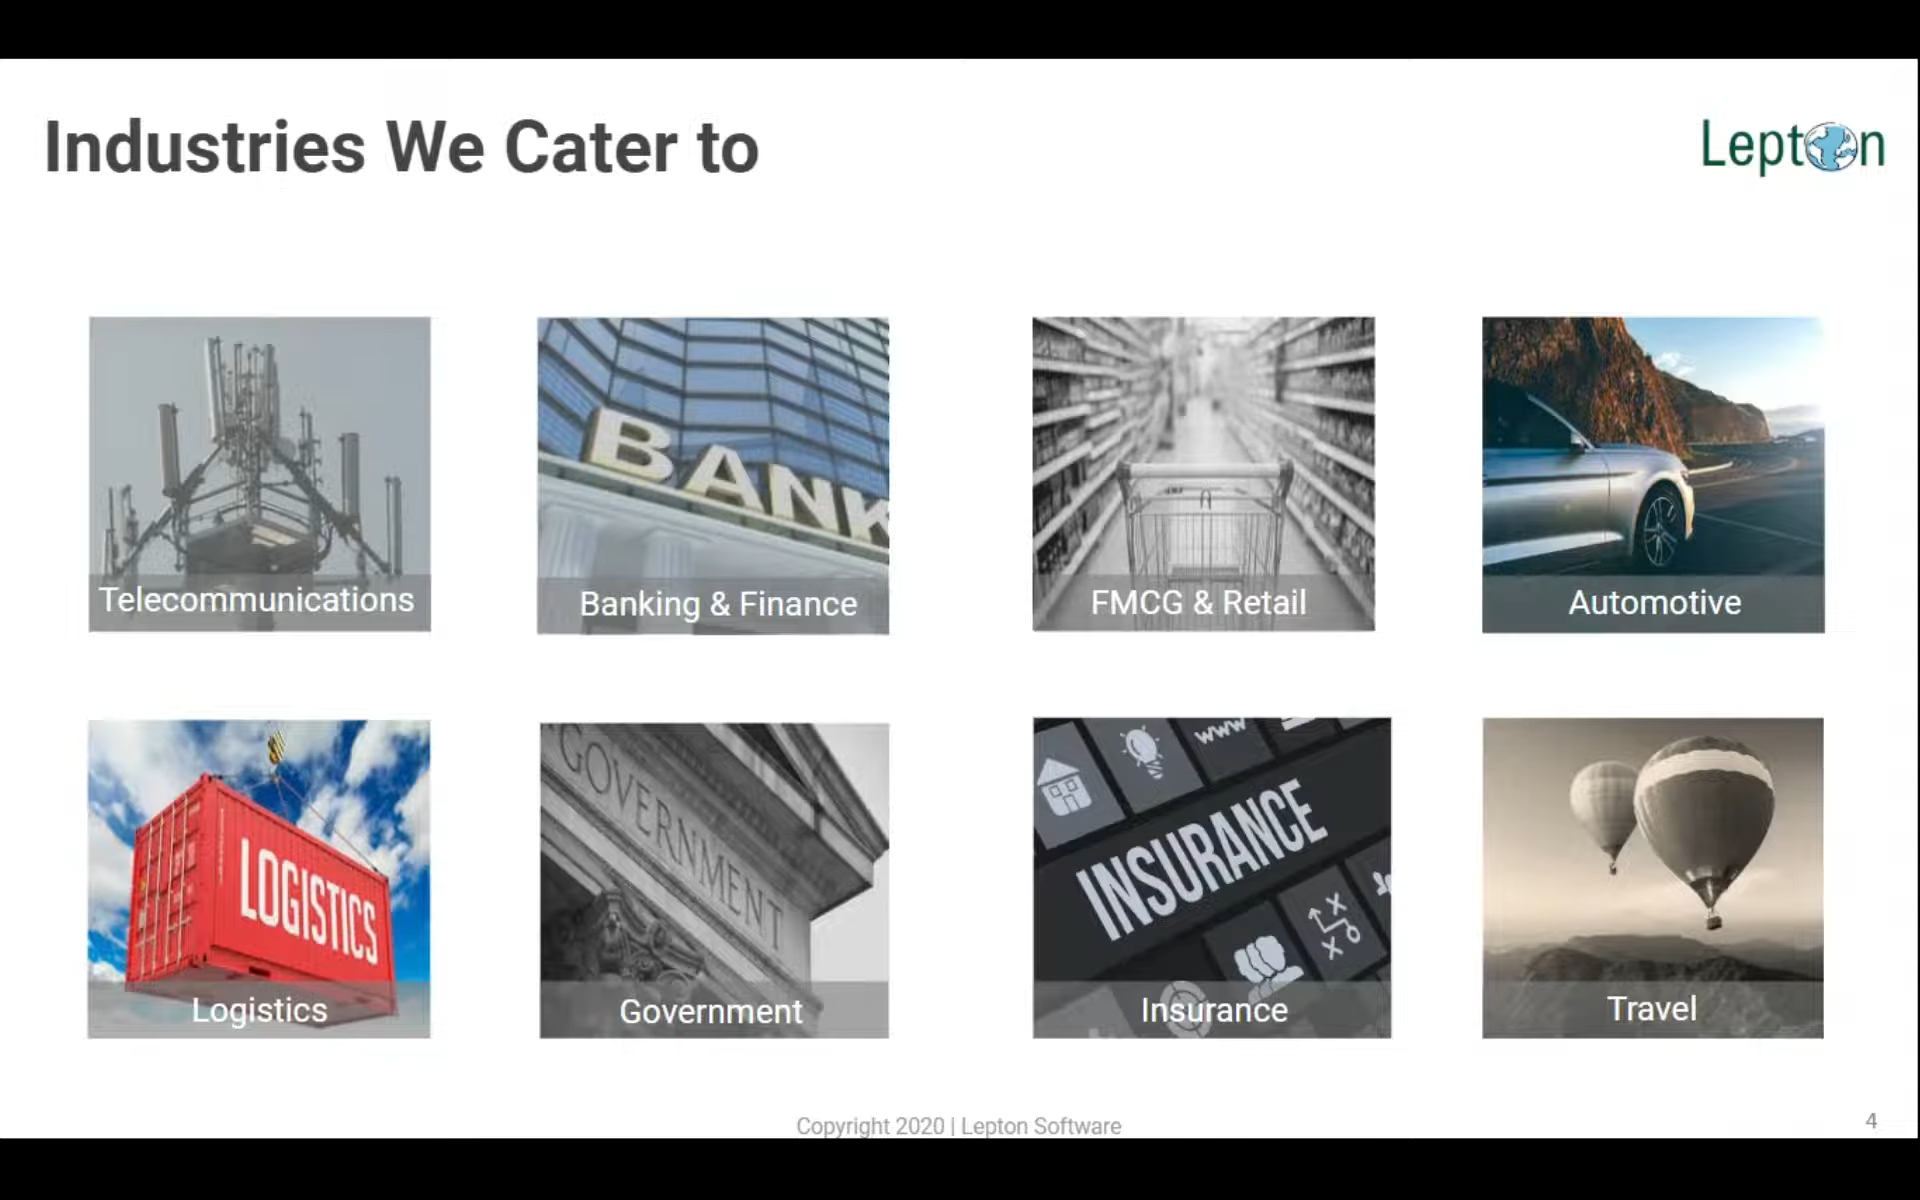 Industries We Cater to
Lepton
BANK
Telecommunications
Banking & Finance
FMCG & Retail
Automotive
LOGISTICS
GOVERNMENT
www
INSURANCE
Logistics
Government
Insurance
Travel
Copyright 2020 | Lepton Software
4